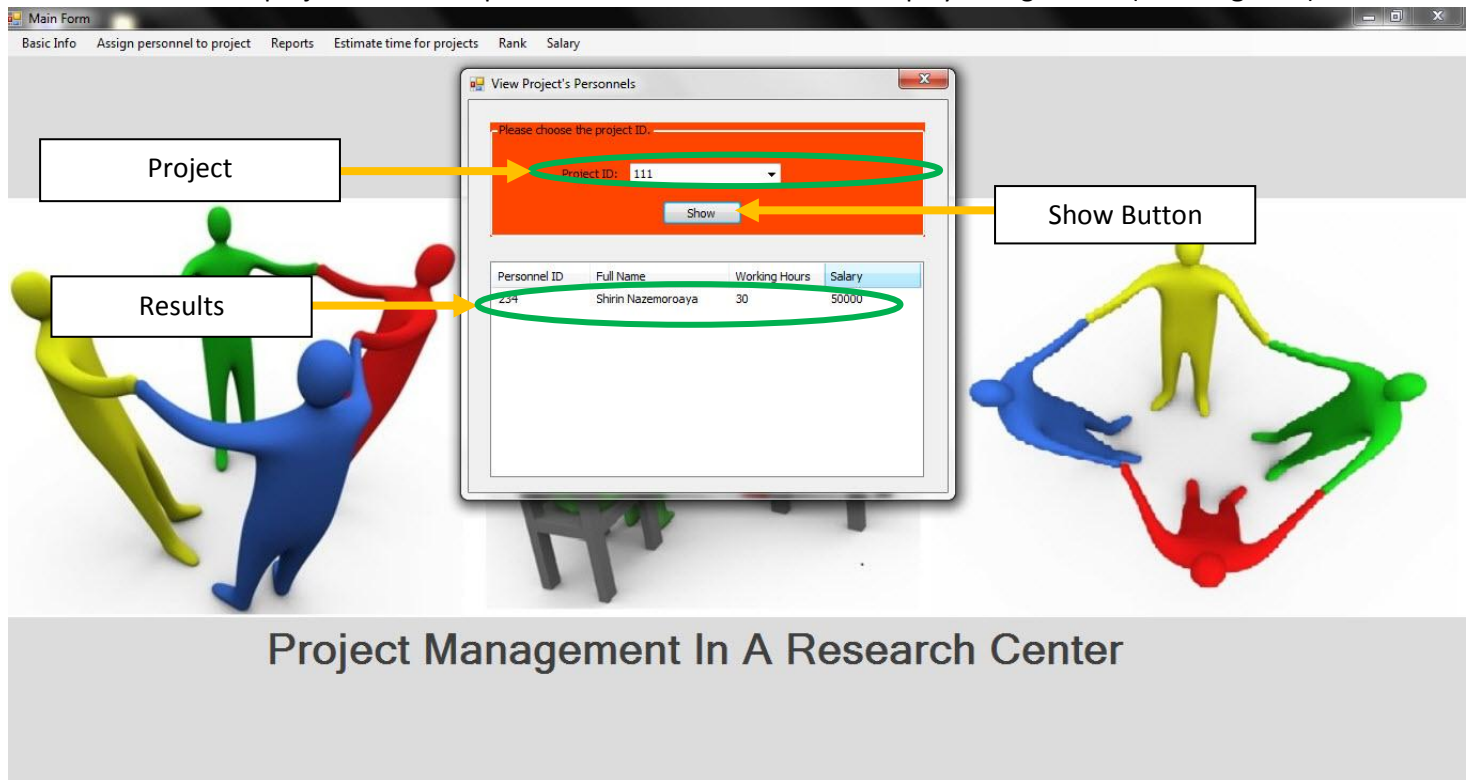 Main Form
Basic Info Assign personnel to project Reports Estimate time for projects Rank Salary
View Project's Personnels
Please choose the project ID.
Project
Project ID: 111
Show
Show Button
Personnel ID Full Name Working Hours Salary
234 Shirin Nazemoroaya 30 50000
Results
Project Management In A Research Center